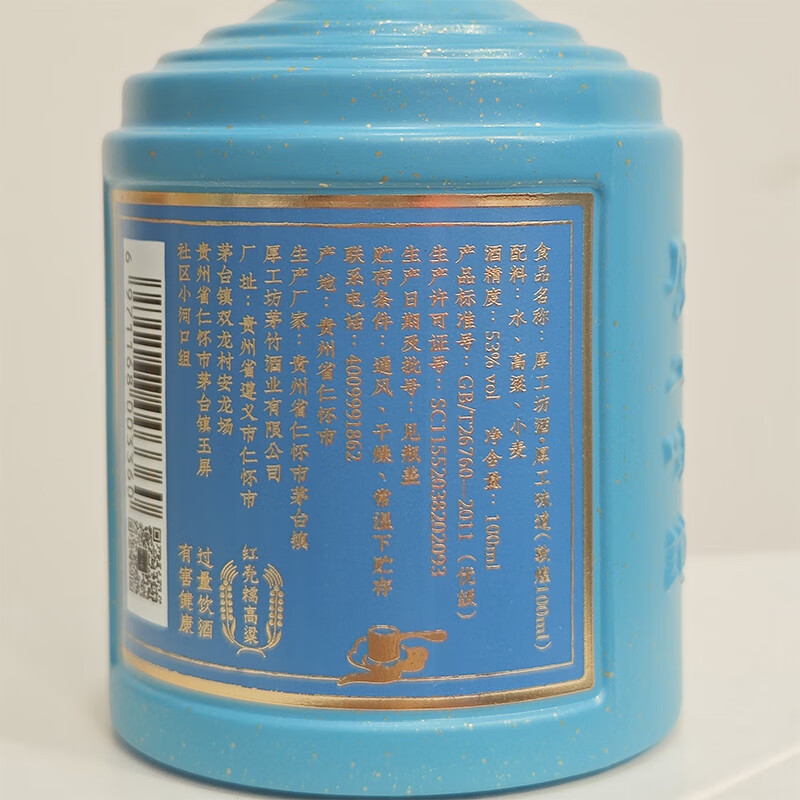 食品名称：厚工坊酒·厚工味道（敦煌100ml）
配料：水、高粱、小麦
酒精度：53%vol 净含量：100ml
产品标准号：GB/T26760—2011（优级）
生产许可证号：SC11552038202093
生产日期及批号：见瓶垫
贮存条件：通风、干燥、常温下贮存
联系电话：4009991862
产地：贵州省仁怀市
生产厂家：贵州省仁怀市茅台镇
厚工坊茅竹酒业有限公司
厂址：贵州省遵义市仁怀市
茅台镇双龙村安龙场
贵州省仁怀市茅台镇玉屏
社区小河口组
红壳糯高粱
过量饮酒
有害健康
6 971168 003360